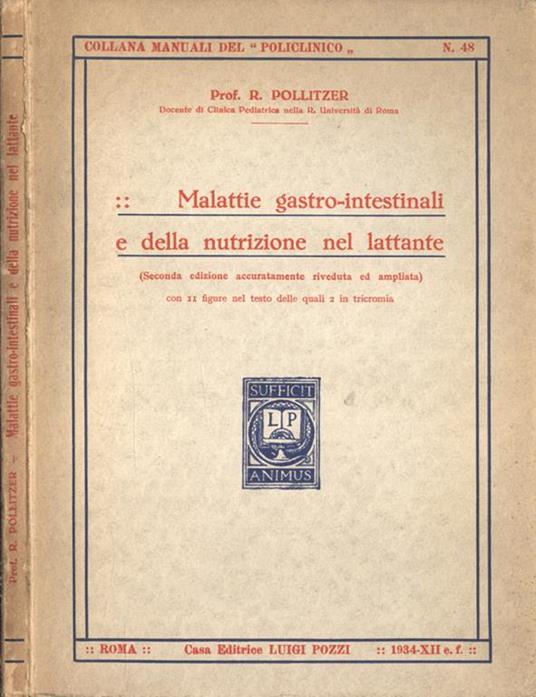 COLLANA MANUALI DEL " POLICLINICO „ N. 48
Prof. R. POLLITZER
Docente di Clinica Pediatrica nella R. Università di Roma
:: Malattie gastro-intestinali
e della nutrizione nel lattante
(Seconda edizione accuratamente riveduta ed ampliata)
con 11 figure nel testo delle quali 2 in tricromia
SUFFICIT
L P
ANIMUS
:: ROMA :: Casa Editrice LUIGI POZZI :: 1934-XII e. f. ::
Prof. R. POLLITZER - Malattie gastro-intestinali e della nutrizione nel lattante